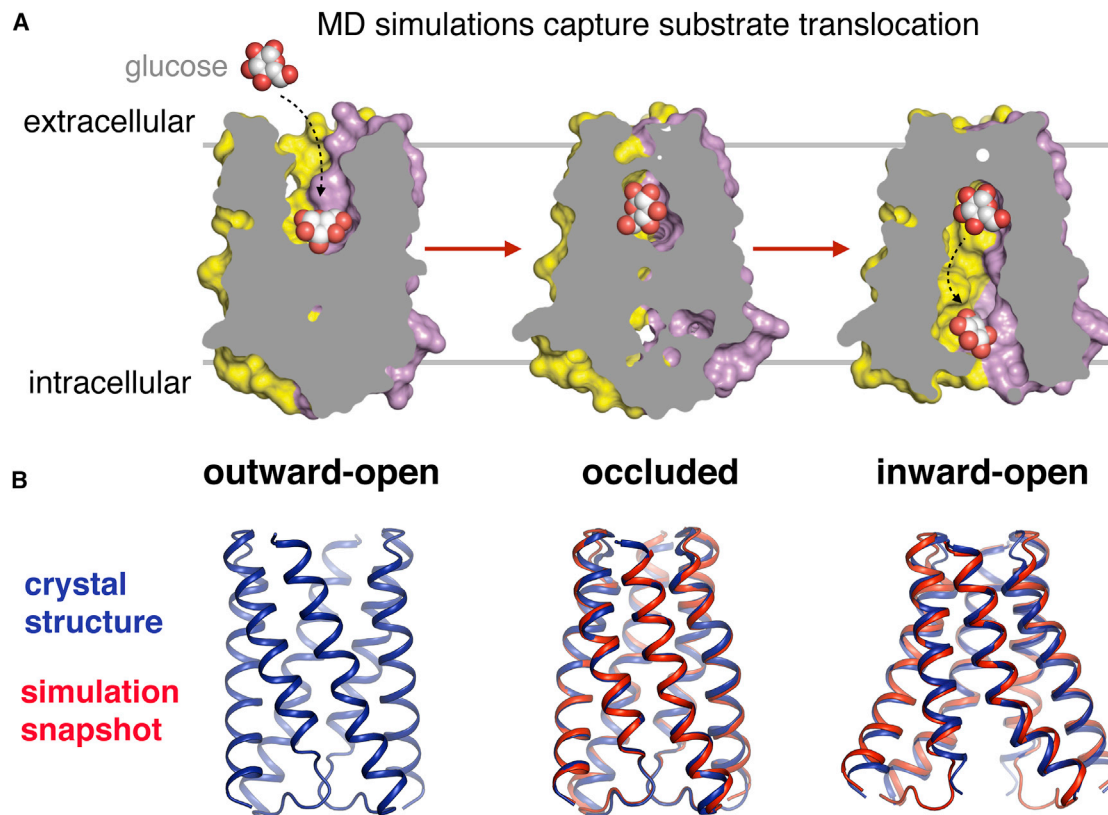 A
MD simulations capture substrate translocation
glucose
extracellular
intracellular
outward-open
occluded
inward-open
B
crystal
structure
simulation
snapshot